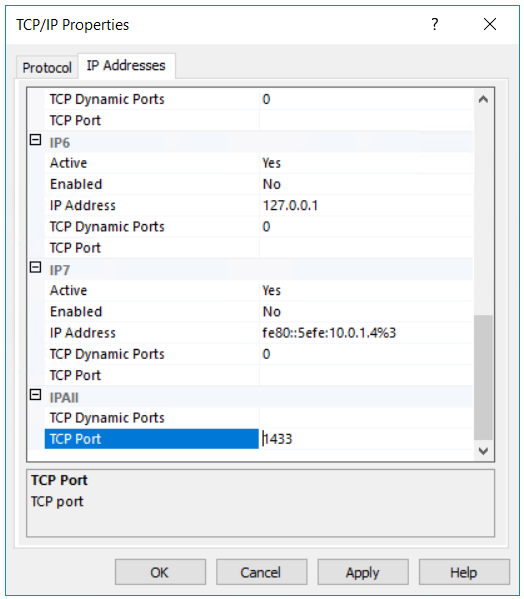 TCP/IP Properties ? ×
Protocol IP Addresses
TCP Dynamic Ports 0
TCP Port
IP6
Active Yes
Enabled No
IP Address 127.0.0.1
TCP Dynamic Ports 0
TCP Port
IP7
Active Yes
Enabled No
IP Address fe80::5efe:10.0.1.4%3
TCP Dynamic Ports 0
TCP Port
IPAll
TCP Dynamic Ports
TCP Port 1433
TCP Port
TCP port
OK Cancel Apply Help